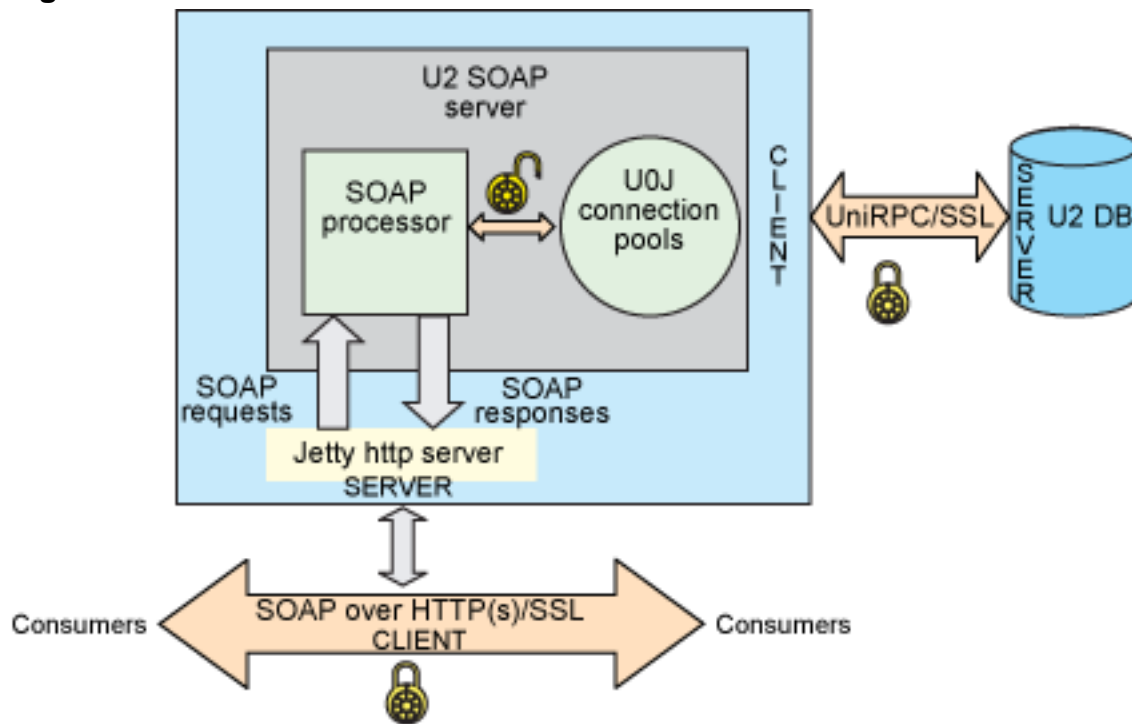 U2 SOAP
server
SOAP
processor
U0J
connection
pools
CLIENT
UniRPC/SSL
SERVER
U2 DB
SOAP
requests
SOAP
responses
Jetty http server
SERVER
Consumers
SOAP over HTTP(s)/SSL
CLIENT
Consumers